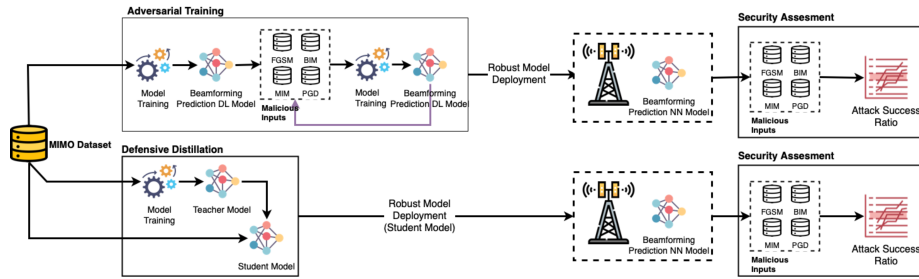 Adversarial Training
FGSM
BIM
MIM
PGD
Model
Training
Beamforming
Prediction DL Model
Malicious
Inputs
Model
Training
Beamforming
Prediction DL Model
Robust Model
Deployment
Beamforming
Prediction NN Model
Security Assesment
FGSM
BIM
MIM
PGD
Malicious
Inputs
Attack Success
Ratio
MIMO Dataset
Defensive Distillation
Model
Training
Teacher Model
Student Model
Robust Model
Deployment
(Student Model)
Beamforming
Prediction NN Model
Security Assesment
FGSM
BIM
MIM
PGD
Malicious
Inputs
Attack Success
Ratio